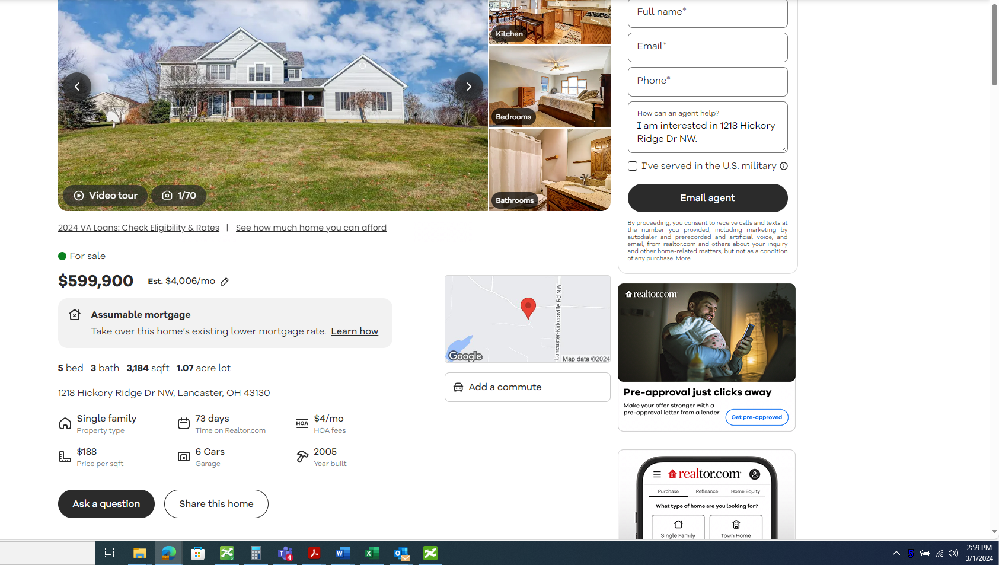 Kitchen
Bedrooms
Bathrooms
Video tour
1/70
2024 VA Loans: Check Eligibility & Rates | See how much home you can afford
For sale
$599,900 Est. $4,006/mo
Assumable mortgage
Take over this home's existing lower mortgage rate. Learn how
5 bed 3 bath 3,184 sqft 1.07 acre lot
1218 Hickory Ridge Dr NW, Lancaster, OH 43130
Single family
Property type
73 days
Time on Realtor.com
HOA
$4/mo
HOA fees
$188
Price per sqft
6 Cars
Garage
2005
Year built
Ask a question
Share this home
Lancaster-Kirkersville Rd NW
Google
Map data ©2024
Add a commute
Full name*
Email*
Phone*
How can an agent help?
I am interested in 1218 Hickory
Ridge Dr NW.
I've served in the U.S. military
Email agent
By proceeding, you consent to receive calls and texts at
the number you provided, including marketing by
autodialer and prerecorded and artificial voice, and
email, from realtor.com and others about your inquiry
and other home-related matters, but not as a condition
of any purchase. More...
realtor.com
Pre-approval just clicks away
Make your offer stronger with a
pre-approval letter from a lender
Get pre-approved
realtor.com
Purchase Refinance Home Equity
What type of home are you looking for?
Single Family
Town Home
2:59 PM
3/1/2024